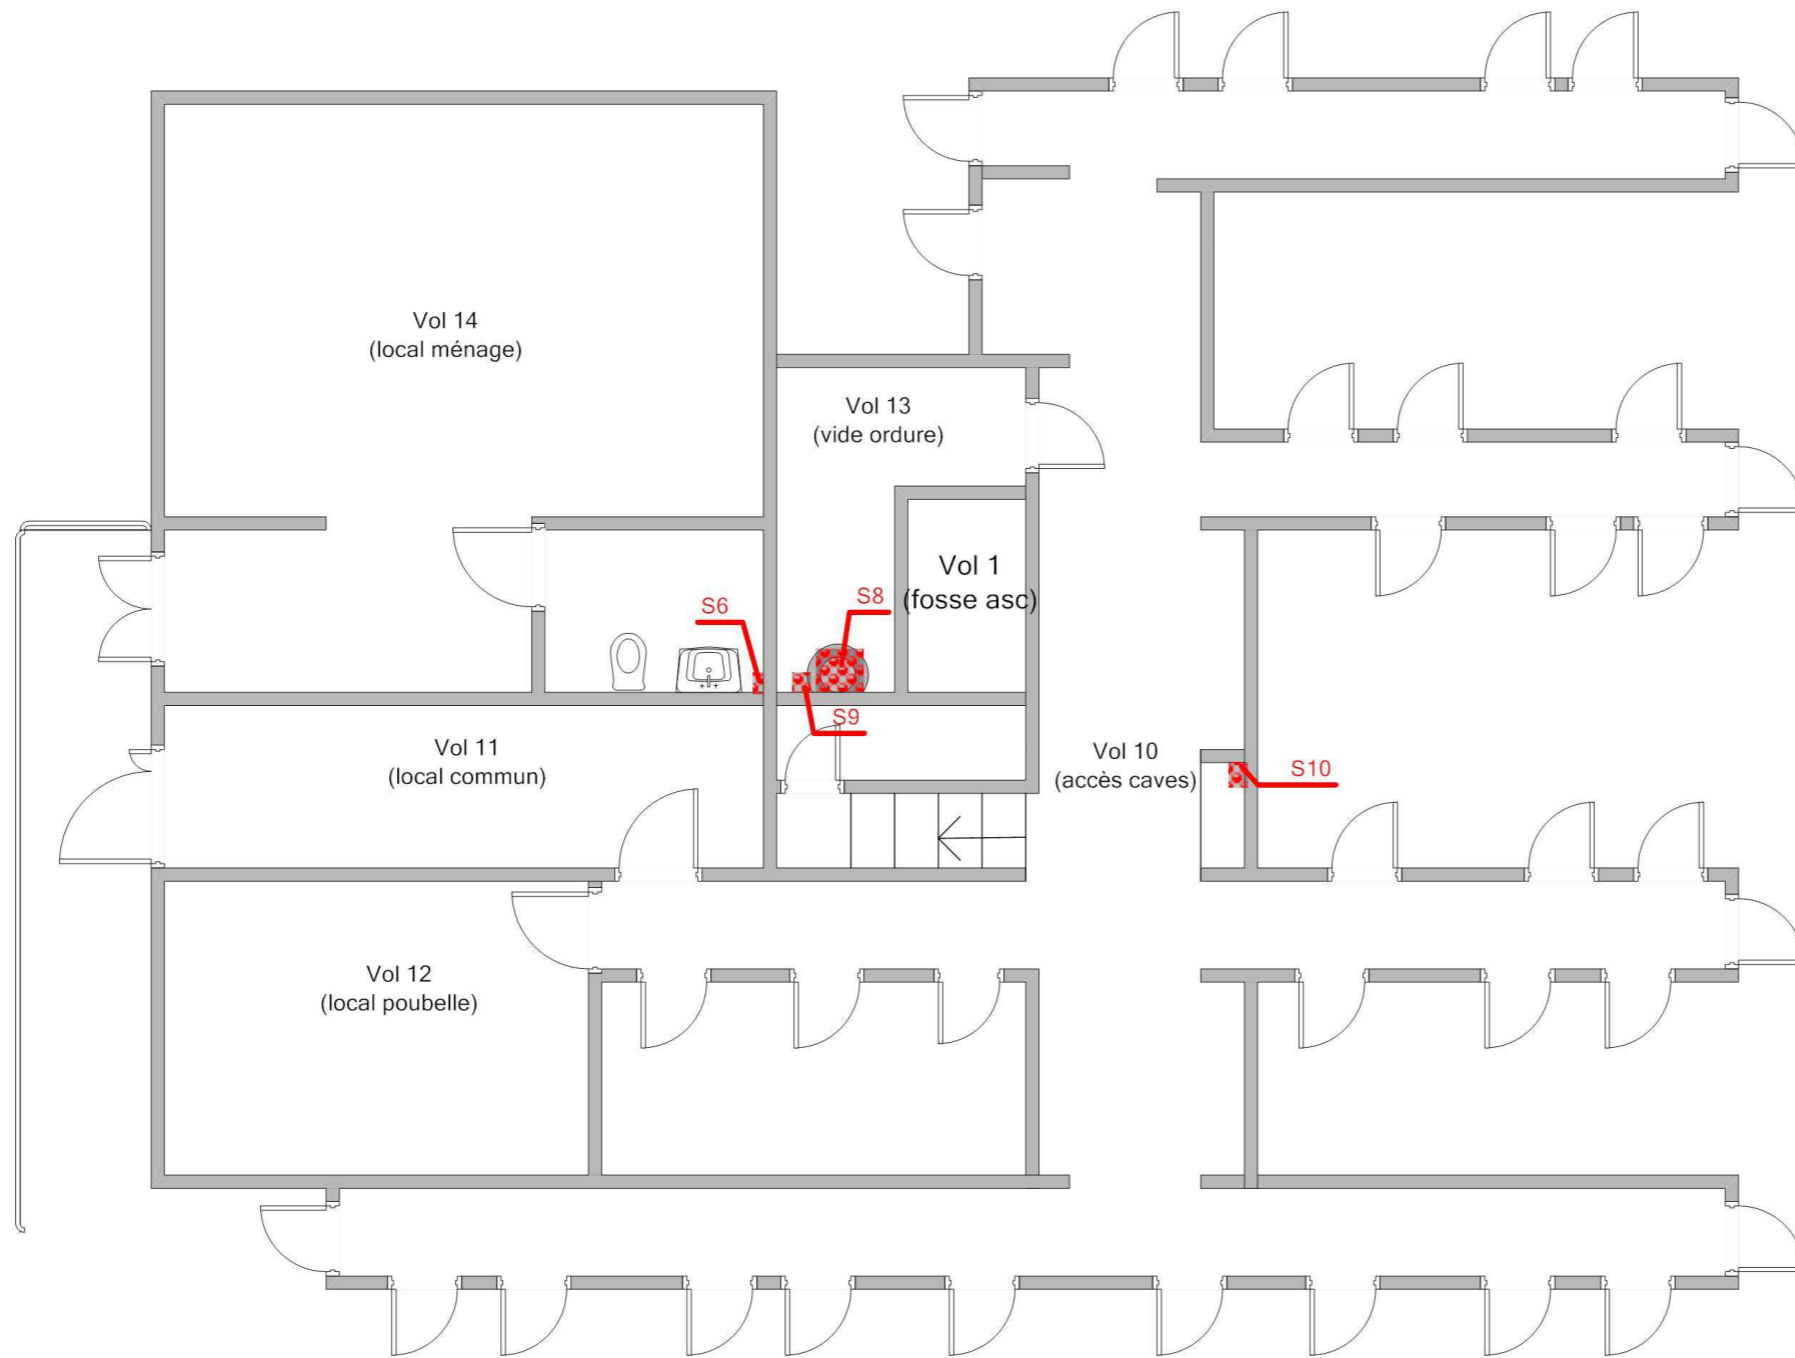 Vol 14
(local ménage)
Vol 13
(vide ordure)
Vol 1
(fosse asc)
S6
S8
S9
Vol 11
(local commun)
Vol 10
(accès caves)
S10
Vol 12
(local poubelle)